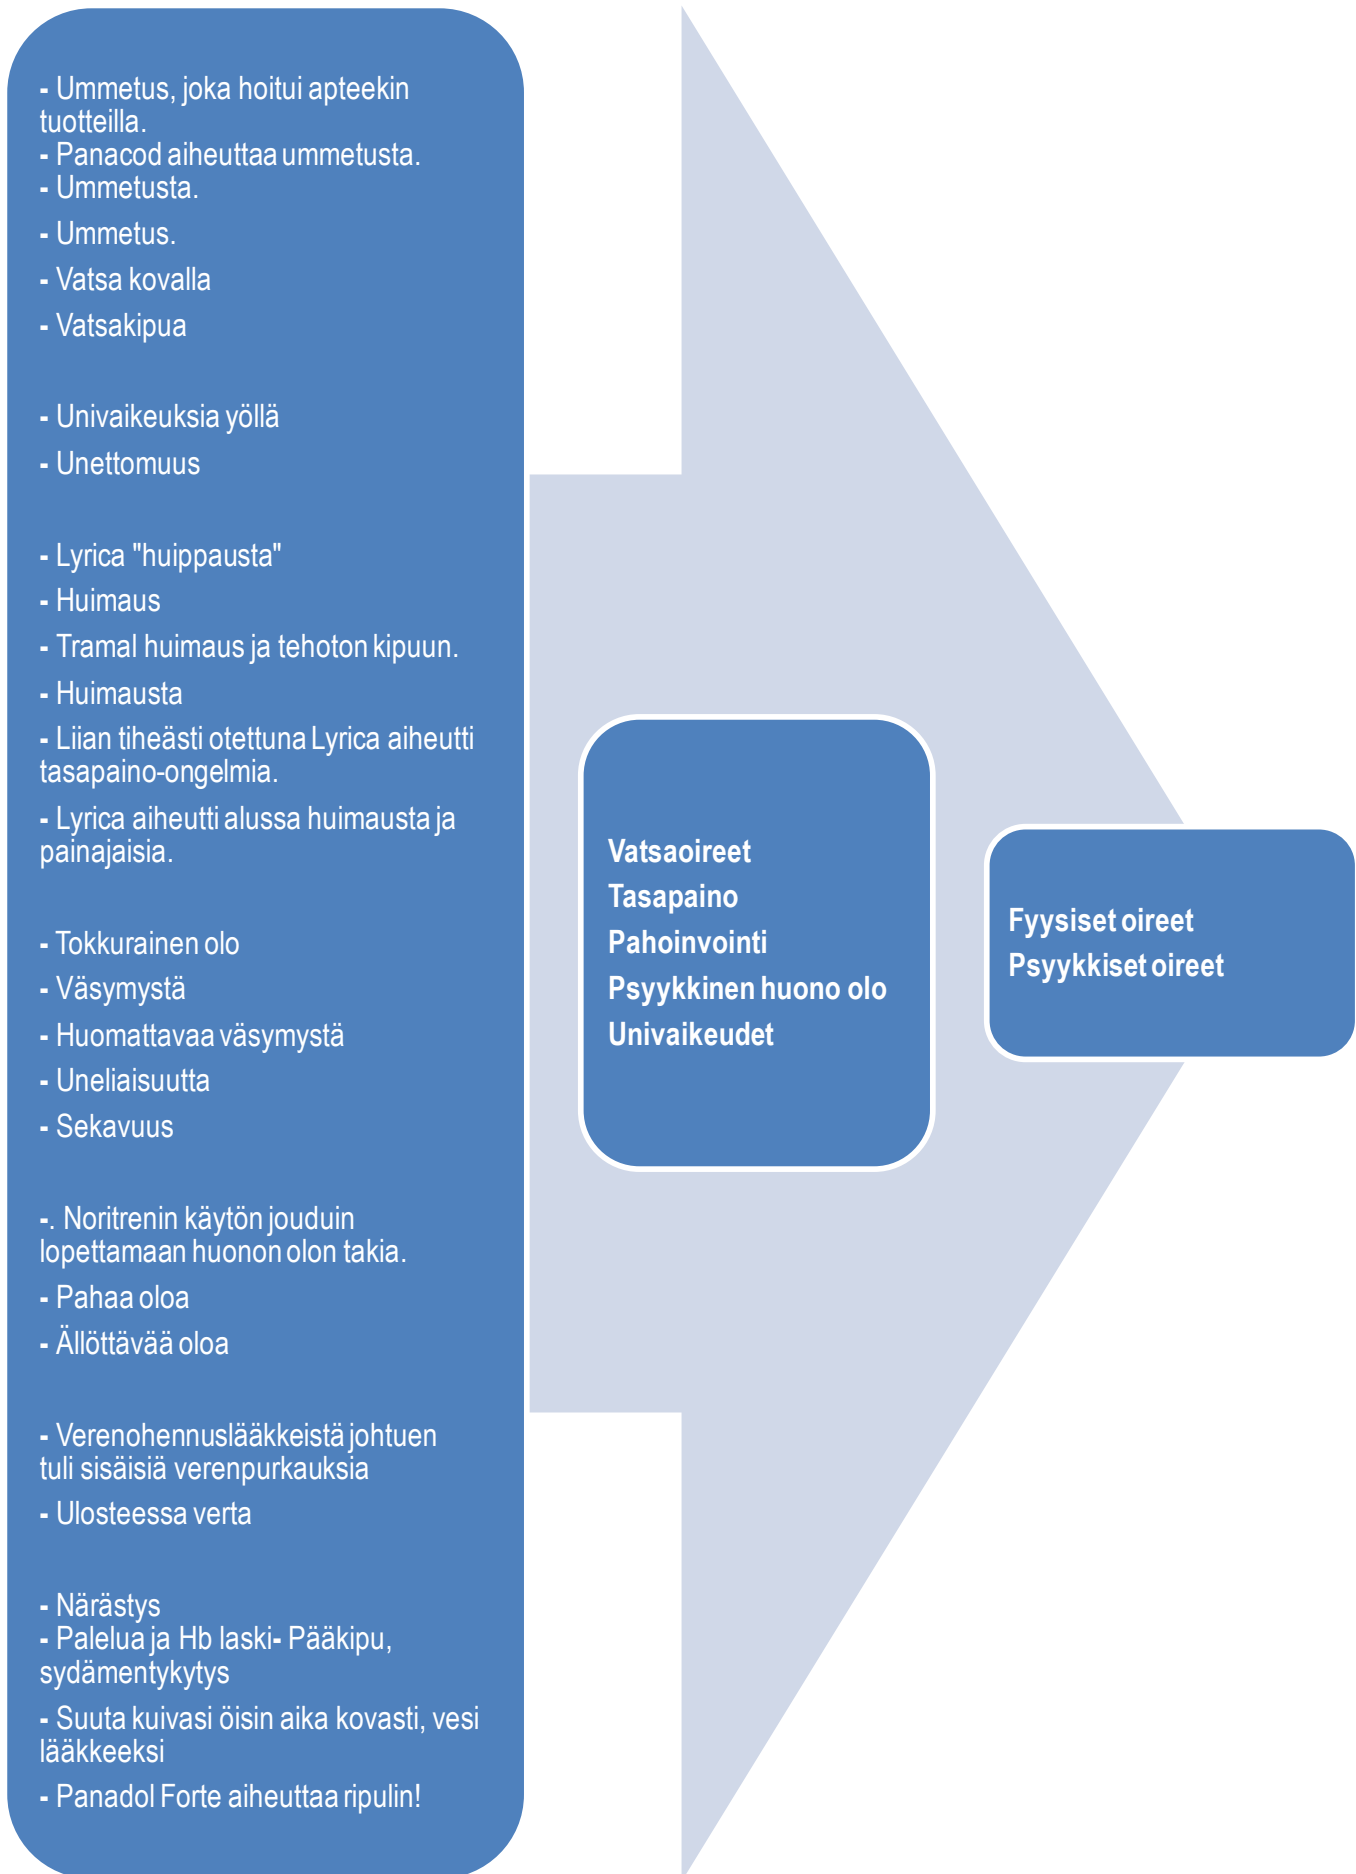 - Ummetus, joka hoitui apteekin
tuotteilla.
- Panacod aiheuttaa ummetusta.
- Ummetusta.
- Ummetus.
- Vatsa kovalla
- Vatsakipua
- Univaikeuksia yöllä
- Unettomuus
- Lyrica "huippausta"
- Huimaus
- Tramal huimaus ja tehoton kipuun.
- Huimausta
- Liian tiheästi otettuna Lyrica aiheutti
tasapaino-ongelmia.
- Lyrica aiheutti alussa huimausta ja
painajaisia.
- Tokkurainen olo
- Väsymystä
- Huomattavaa väsymystä
- Uneliaisuutta
- Sekavuus
-. Noritrenin käytön jouduin
lopettamaan huonon olon takia.
- Pahaa oloa
- Ällöttävää oloa
- Verenohennuslääkkeistä johtuen
tuli sisäisiä verenpurkauksia
- Ulosteessa verta
- Närästys
- Palelua ja Hb laski- Pääkipu,
sydämentykytys
- Suuta kuivasi öisin aika kovasti, vesi
lääkkeeksi
- Panadol Forte aiheuttaa ripulin!
Vatsaoireet
Tasapaino
Pahoinvointi
Psyykkinen huono olo
Univaikeudet
Fyysiset oireet
Psyykkiset oireet